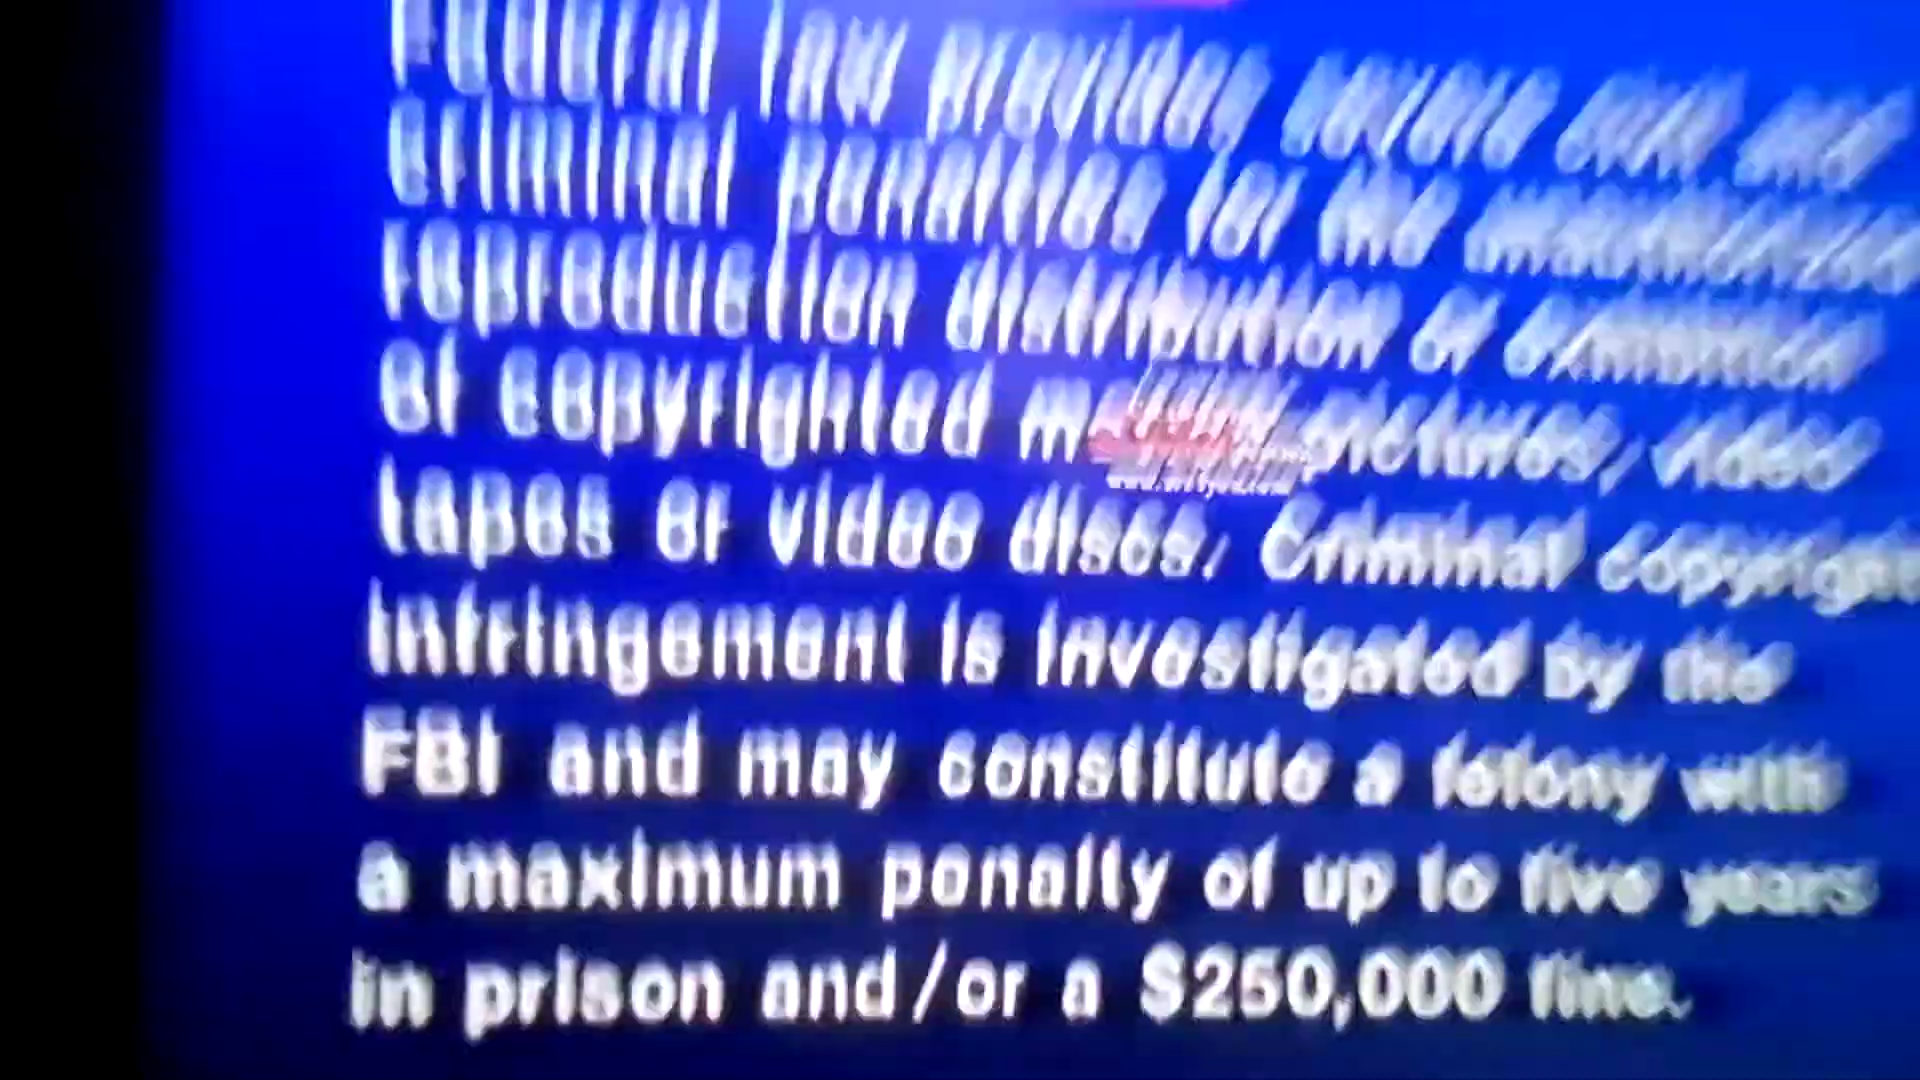 Federal law provides severe civil and
criminal penalties for the unauthorized
reproduction distribution or exhibition
of copyrighted motion pictures, video
tapes or video discs. Criminal copyright
infringement is investigated by the
FBI and may constitute a felony with
a maximum penalty of up to five years
in prison and/or a $250,000 fine.